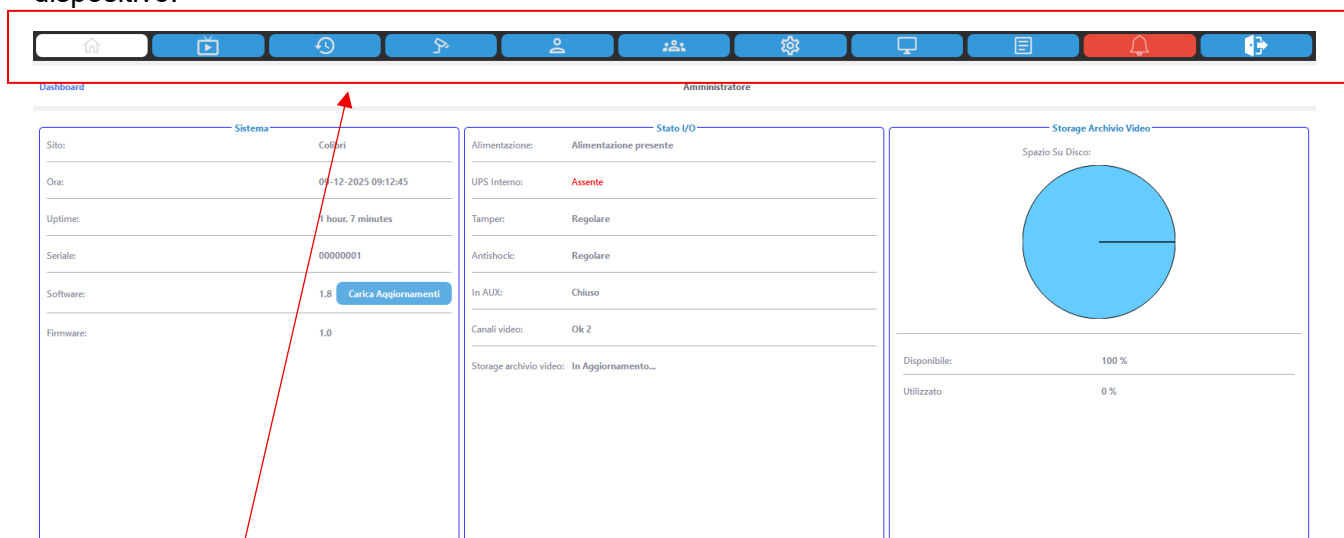 dispositivo.
Dashboard
Amministratore
Sistema
Sito: Colibri
Ora: 09-12-2025 09:12:45
Uptime: 1 hour, 7 minutes
Seriale: 00000001
Software: 1.8 Carica Aggiornamenti
Firmware: 1.0
Stato I/O
Alimentazione: Alimentazione presente
UPS Interno: Assente
Tamper: Regolare
Antishock: Regolare
In AUX: Chiuso
Canali video: Ok 2
Storage archivio video: In Aggiornamento...
Storage Archivio Video
Spazio Su Disco:
Disponibile: 100 %
Utilizzato 0 %